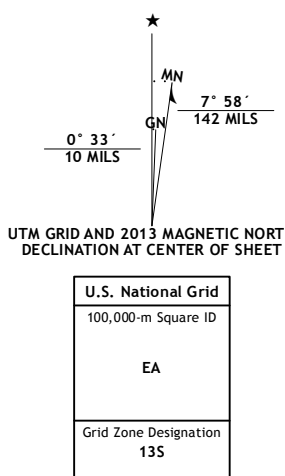 MN
7° 58´
142 MILS
GN
0° 33´
10 MILS
UTM GRID AND 2013 MAGNETIC NORT
DECLINATION AT CENTER OF SHEET
U.S. National Grid
100,000-m Square ID
EA
Grid Zone Designation
13S